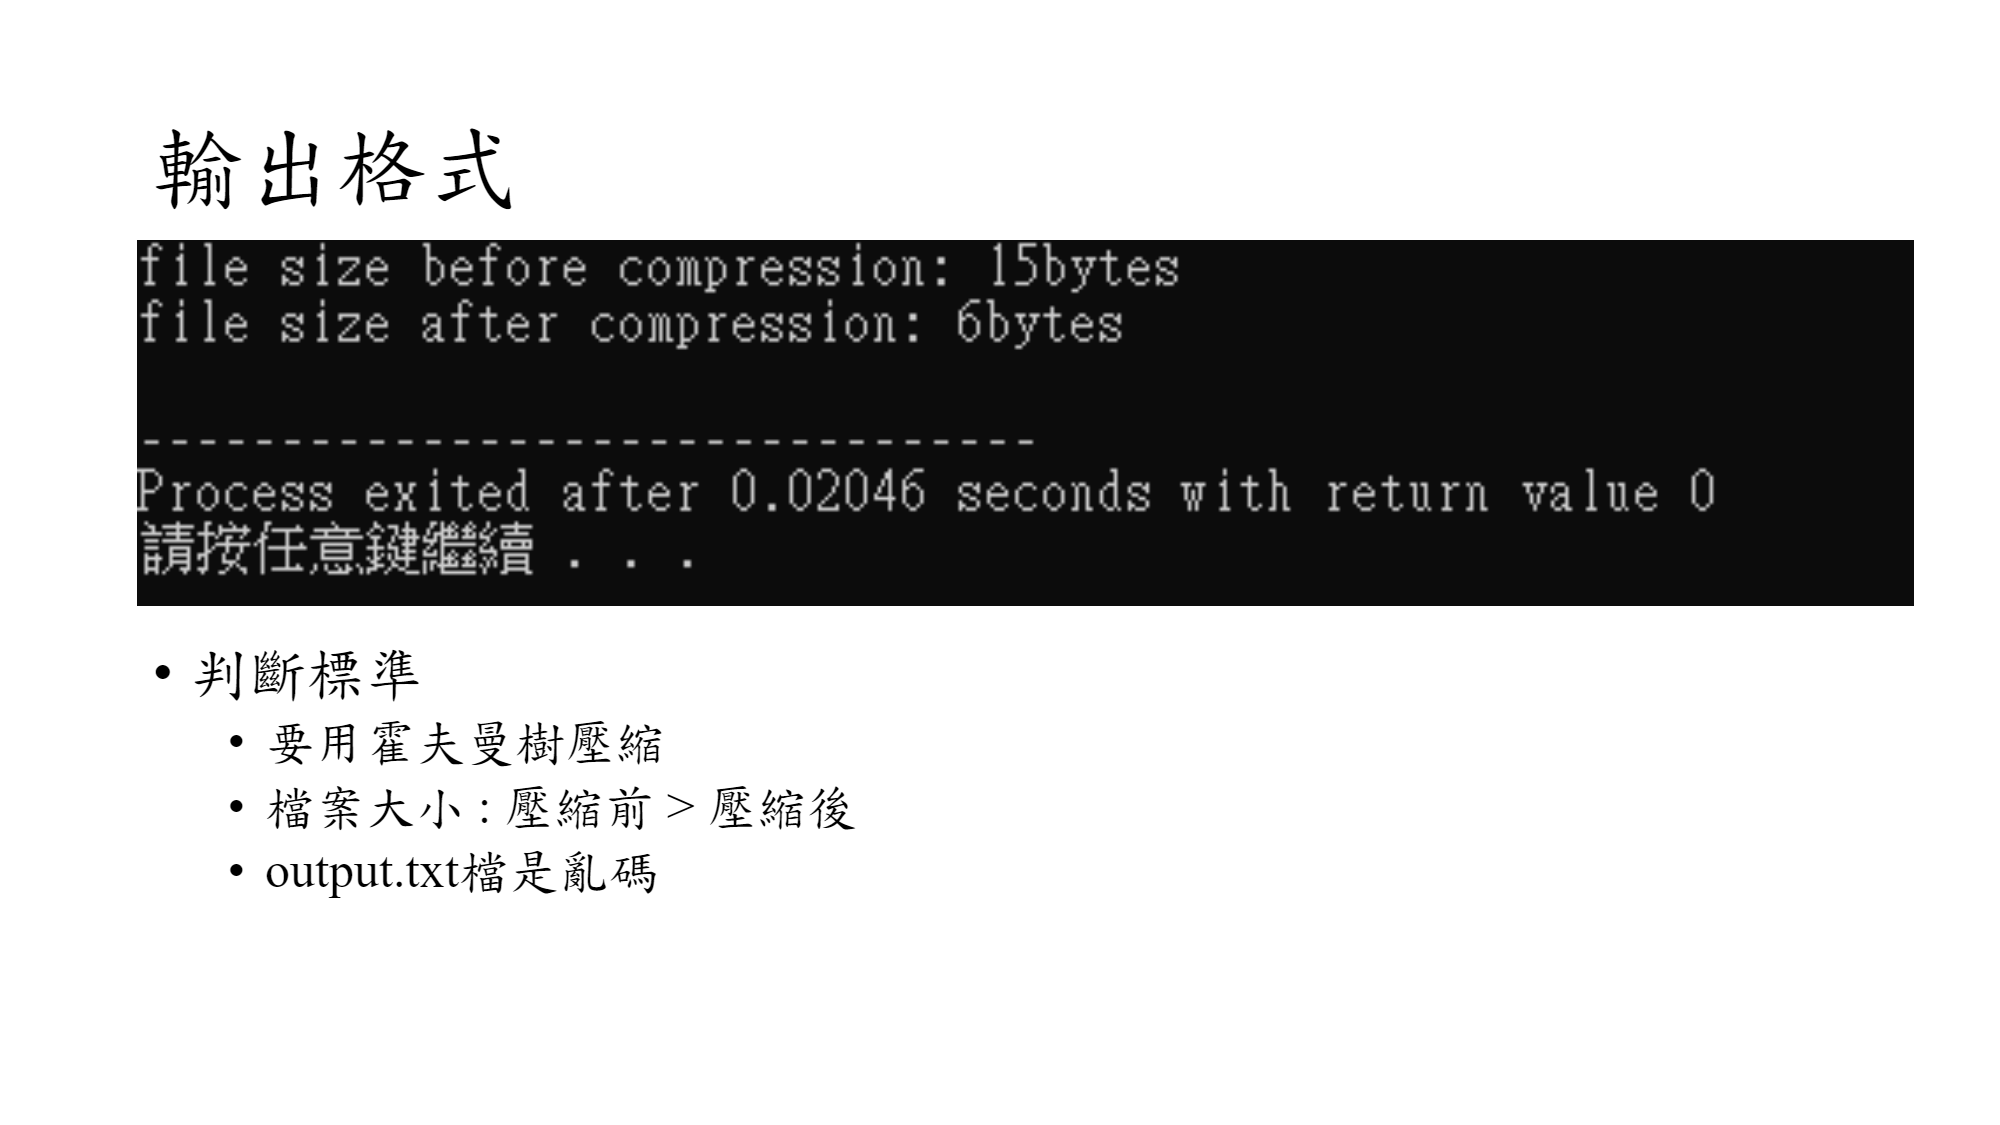 輸出格式
file size before compression: 15bytes
file size after compression: 6bytes
--------------------------------
Process exited after 0.02046 seconds with return value 0
請按任意鍵繼續 . . .
• 判斷標準
• 要用霍夫曼樹壓縮
• 檔案大小 : 壓縮前 > 壓縮後
• output.txt檔是亂碼